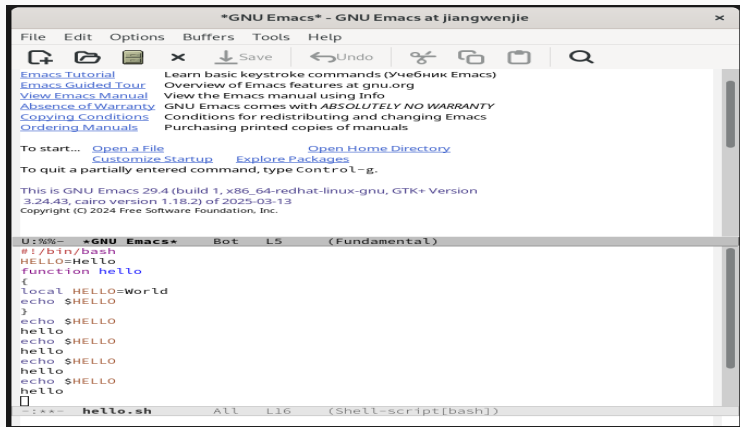 *GNU Emacs* - GNU Emacs at jiangwenjie
File Edit Options Buffers Tools Help
Save Undo
Emacs Tutorial Learn basic keystroke commands (Учебник Emacs)
Emacs Guided Tour Overview of Emacs features at gnu.org
View Emacs Manual View the Emacs manual using Info
Absence of Warranty GNU Emacs comes with ABSOLUTELY NO WARRANTY
Copying Conditions Conditions for redistributing and changing Emacs
Ordering Manuals Purchasing printed copies of manuals
To start... Open a File Open Home Directory
Customize Startup Explore Packages
To quit a partially entered command, type Control-g.
This is GNU Emacs 29.4 (build 1, x86_64-redhat-linux-gnu, GTK+ Version
3.24.43, cairo version 1.18.2) of 2025-03-13
Copyright (C) 2024 Free Software Foundation, Inc.
U:%%- *GNU Emacs* Bot L5 (Fundamental)
#!/bin/bash
HELLO=Hello
function hello
{
local HELLO=World
echo $HELLO
}
echo $HELLO
hello
echo $HELLO
hello
echo $HELLO
hello
echo $HELLO
hello
-:**- hello.sh All L16 (Shell-script[bash])